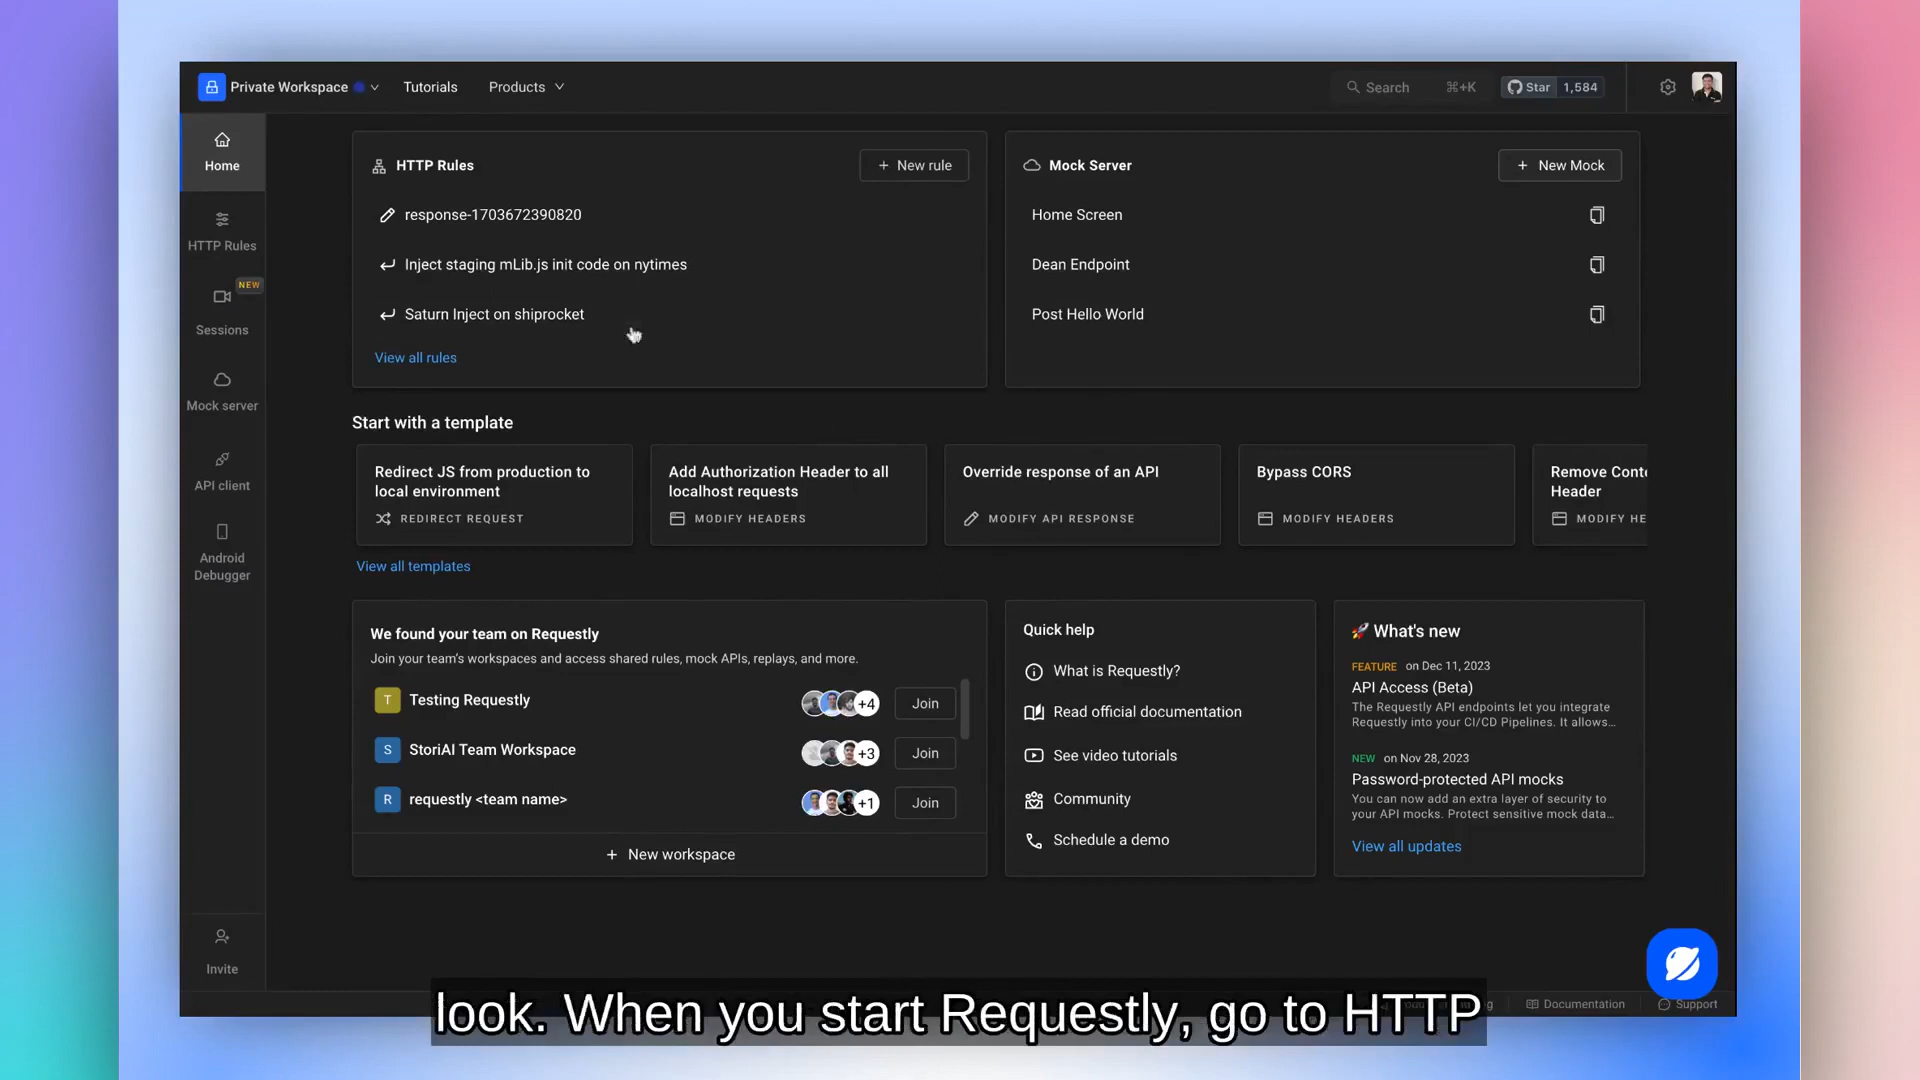 Private Workspace
Tutorials
Products
Search
⌘+K
Star
1,584
Home
HTTP Rules
NEW
Sessions
Mock server
API client
Android
Debugger
Invite
HTTP Rules
+ New rule
response-1703672390820
Inject staging mLib.js init code on nytimes
Saturn Inject on shiprocket
View all rules
Mock Server
+ New Mock
Home Screen
Dean Endpoint
Post Hello World
Start with a template
Redirect JS from production to
local environment
REDIRECT REQUEST
Add Authorization Header to all
localhost requests
MODIFY HEADERS
Override response of an API
MODIFY API RESPONSE
Bypass CORS
MODIFY HEADERS
Remove Conte
Header
MODIFY HE
View all templates
We found your team on Requestly
Join your team's workspaces and access shared rules, mock APIs, replays, and more.
T Testing Requestly +4 Join
S StoriAI Team Workspace +3 Join
R requestly <team name> +1 Join
+ New workspace
Quick help
What is Requestly?
Read official documentation
See video tutorials
Community
Schedule a demo
🚀 What's new
FEATURE on Dec 11, 2023
API Access (Beta)
The Requestly API endpoints let you integrate
Requestly into your CI/CD Pipelines. It allows...
NEW on Nov 28, 2023
Password-protected API mocks
You can now add an extra layer of security to
your API mocks. Protect sensitive mock data...
View all updates
Documentation
Support
look. When you start Requestly, go to HTTP